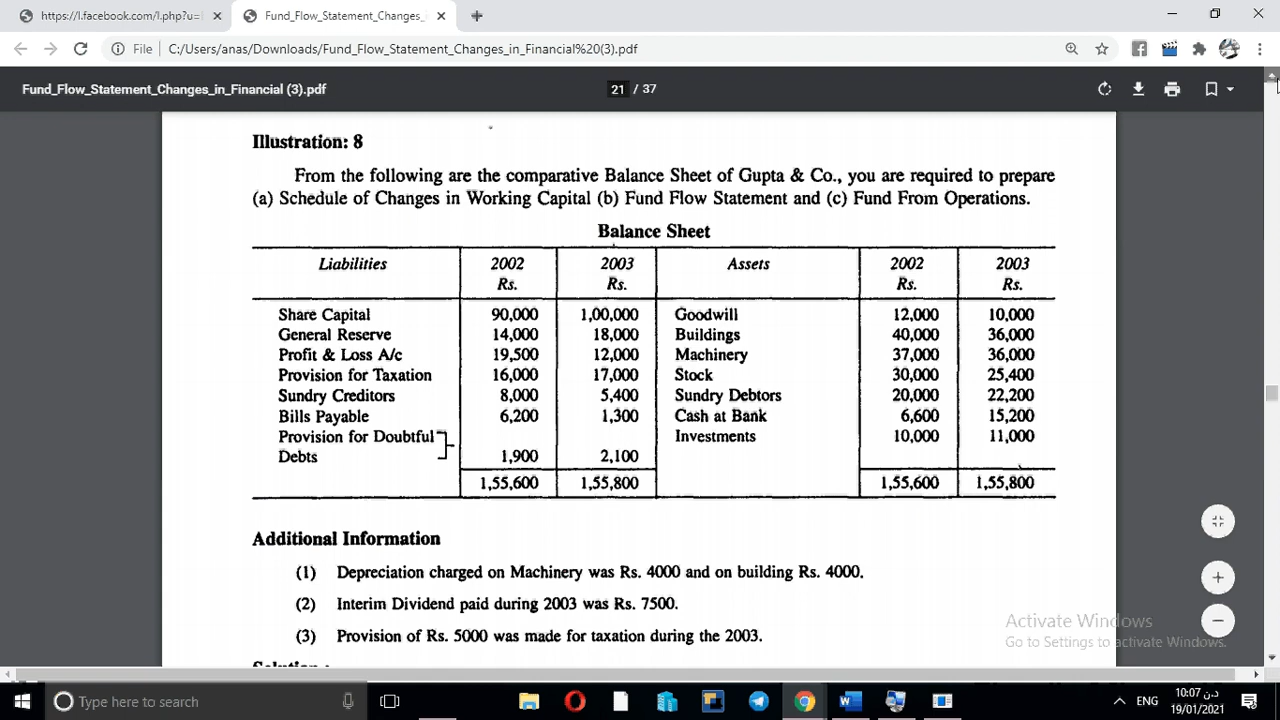 https://l.facebook.com/l.php?u=
Fund_Flow_Statement_Changes_
File C:/Users/anas/Downloads/Fund_Flow_Statement_Changes_in_Financial%20(3).pdf
Fund_Flow_Statement_Changes_in_Financial (3).pdf 21 / 37
Illustration: 8
From the following are the comparative Balance Sheet of Gupta & Co., you are required to prepare
(a) Schedule of Changes in Working Capital (b) Fund Flow Statement and (c) Fund From Operations.
Balance Sheet
Liabilities 2002 2003 Assets 2002 2003
Rs. Rs. Rs. Rs.
Share Capital 90,000 1,00,000 Goodwill 12,000 10,000
General Reserve 14,000 18,000 Buildings 40,000 36,000
Profit & Loss A/c 19,500 12,000 Machinery 37,000 36,000
Provision for Taxation 16,000 17,000 Stock 30,000 25,400
Sundry Creditors 8,000 5,400 Sundry Debtors 20,000 22,200
Bills Payable 6,200 1,300 Cash at Bank 6,600 15,200
Provision for Doubtful Investments 10,000 11,000
Debts 1,900 2,100
1,55,600 1,55,800 1,55,600 1,55,800
Additional Information
(1) Depreciation charged on Machinery was Rs. 4000 and on building Rs. 4000.
(2) Interim Dividend paid during 2003 was Rs. 7500.
(3) Provision of Rs. 5000 was made for taxation during the 2003.
Activate Windows
Go to Settings to activate Windows.
Type here to search
ENG
10:07 د.ن
19/01/2021